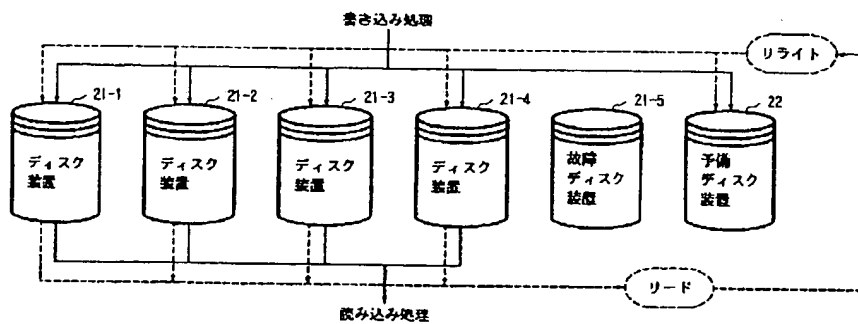 書き込み処理
リライト
21-1
21-2
21-3
21-4
21-5
22
ディスク
装置
ディスク
装置
ディスク
装置
ディスク
装置
故障
ディスク
装置
予備
ディスク
装置
リード
読み込み処理